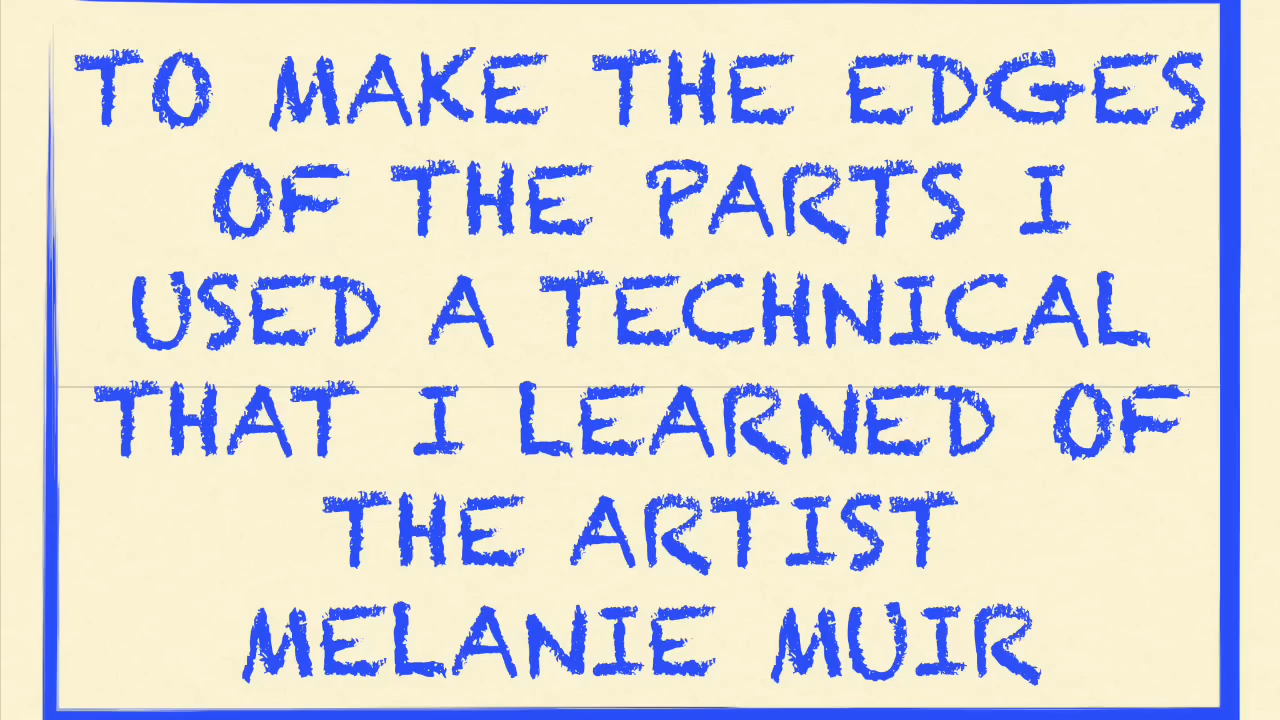 TO MAKE THE EDGES
OF THE PARTS I
USED A TECHNICAL
THAT I LEARNED OF
THE ARTIST
MELANIE MUIR